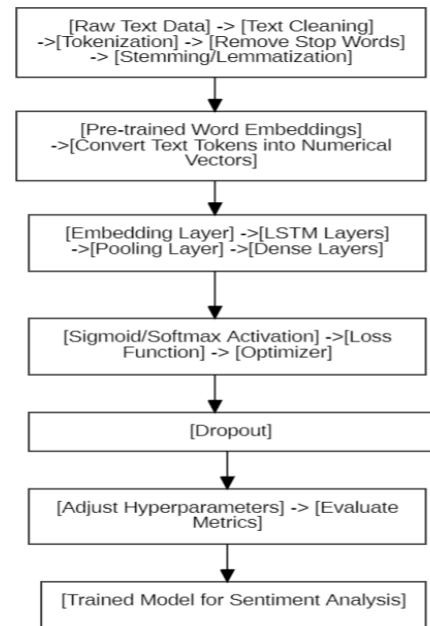 [Raw Text Data] -> [Text Cleaning]
->[Tokenization] -> [Remove Stop Words]
-> [Stemming/Lemmatization]
[Pre-trained Word Embeddings]
->[Convert Text Tokens into Numerical
Vectors]
[Embedding Layer] ->[LSTM Layers]
->[Pooling Layer] ->[Dense Layers]
[Sigmoid/Softmax Activation] ->[Loss
Function] -> [Optimizer]
[Dropout]
[Adjust Hyperparameters] -> [Evaluate
Metrics]
[Trained Model for Sentiment Analysis]